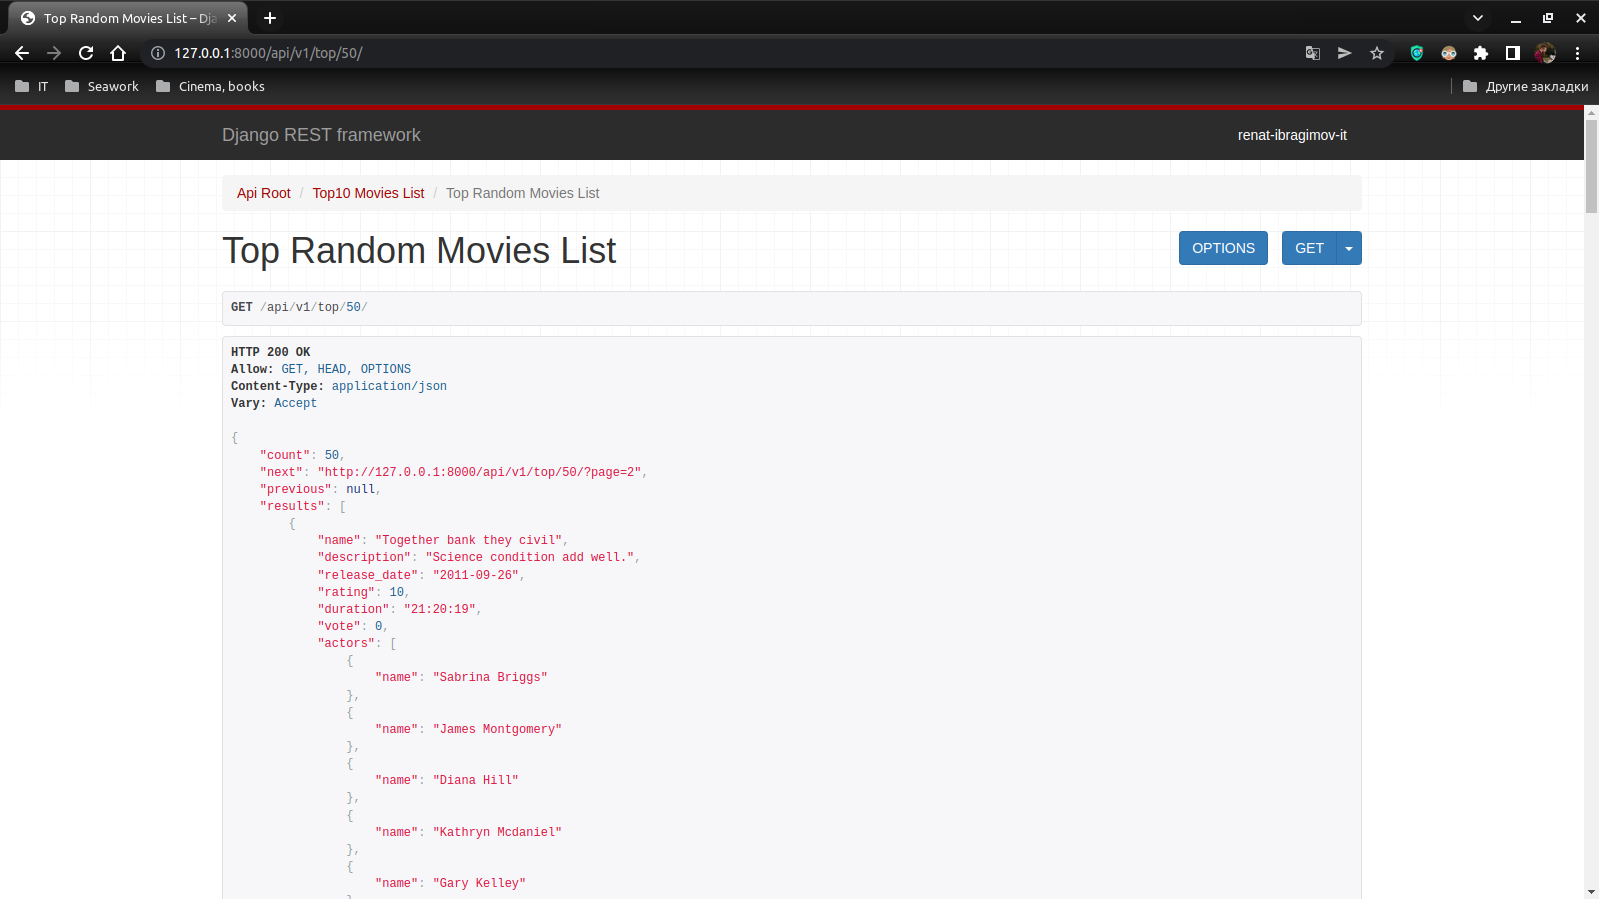 Top Random Movies List – Dja
127.0.0.1:8000/api/v1/top/50/
IT Seawork Cinema, books Другие закладки
Django REST framework renat-ibragimov-it
Api Root / Top10 Movies List / Top Random Movies List
Top Random Movies List OPTIONS GET
GET /api/v1/top/50/
HTTP 200 OK
Allow: GET, HEAD, OPTIONS
Content-Type: application/json
Vary: Accept
{
"count": 50,
"next": "http://127.0.0.1:8000/api/v1/top/50/?page=2",
"previous": null,
"results": [
{
"name": "Together bank they civil",
"description": "Science condition add well.",
"release_date": "2011-09-26",
"rating": 10,
"duration": "21:20:19",
"vote": 0,
"actors": [
{
"name": "Sabrina Briggs"
},
{
"name": "James Montgomery"
},
{
"name": "Diana Hill"
},
{
"name": "Kathryn Mcdaniel"
},
{
"name": "Gary Kelley"
}